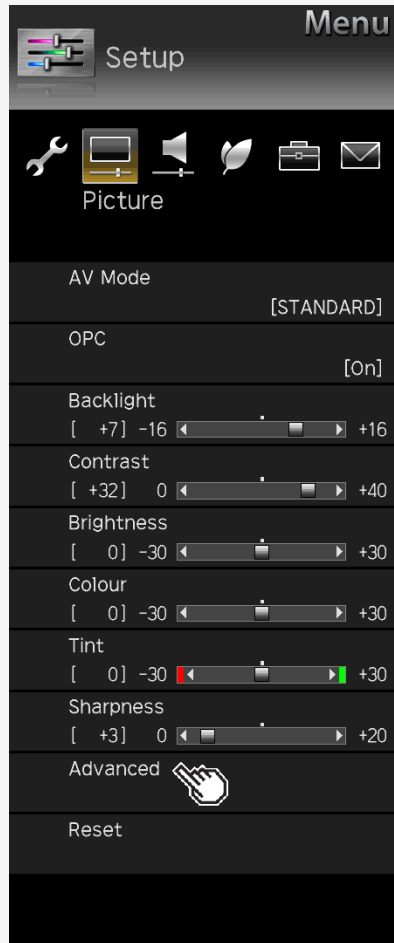 Menu
Setup
Picture
AV Mode
[STANDARD]
OPC
[On]
Backlight
[ +7] -16 +16
Contrast
[ +32] 0 +40
Brightness
[ 0] -30 +30
Colour
[ 0] -30 +30
Tint
[ 0] -30 +30
Sharpness
[ +3] 0 +20
Advanced
Reset